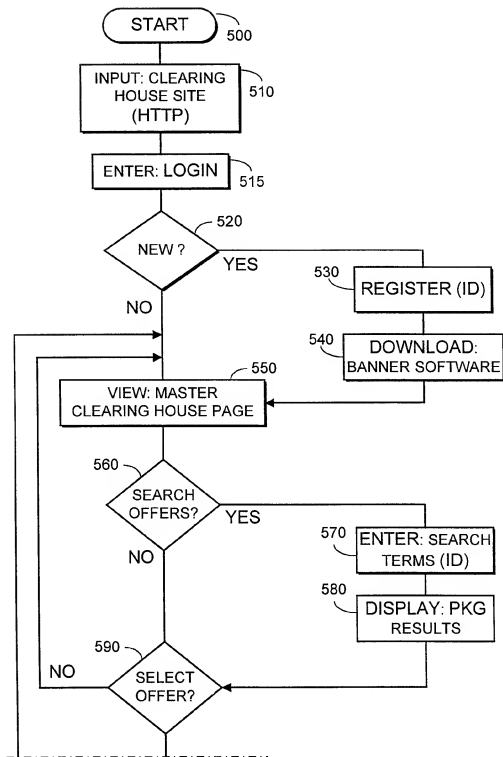 START
500
INPUT: CLEARING
HOUSE SITE
(HTTP)
510
ENTER: LOGIN
515
520
NEW ?
YES
NO
530
REGISTER (ID)
540
DOWNLOAD:
BANNER SOFTWARE
550
VIEW: MASTER
CLEARING HOUSE PAGE
560
SEARCH
OFFERS?
YES
NO
570
ENTER: SEARCH
TERMS (ID)
580
DISPLAY: PKG
RESULTS
590
SELECT
OFFER?
NO